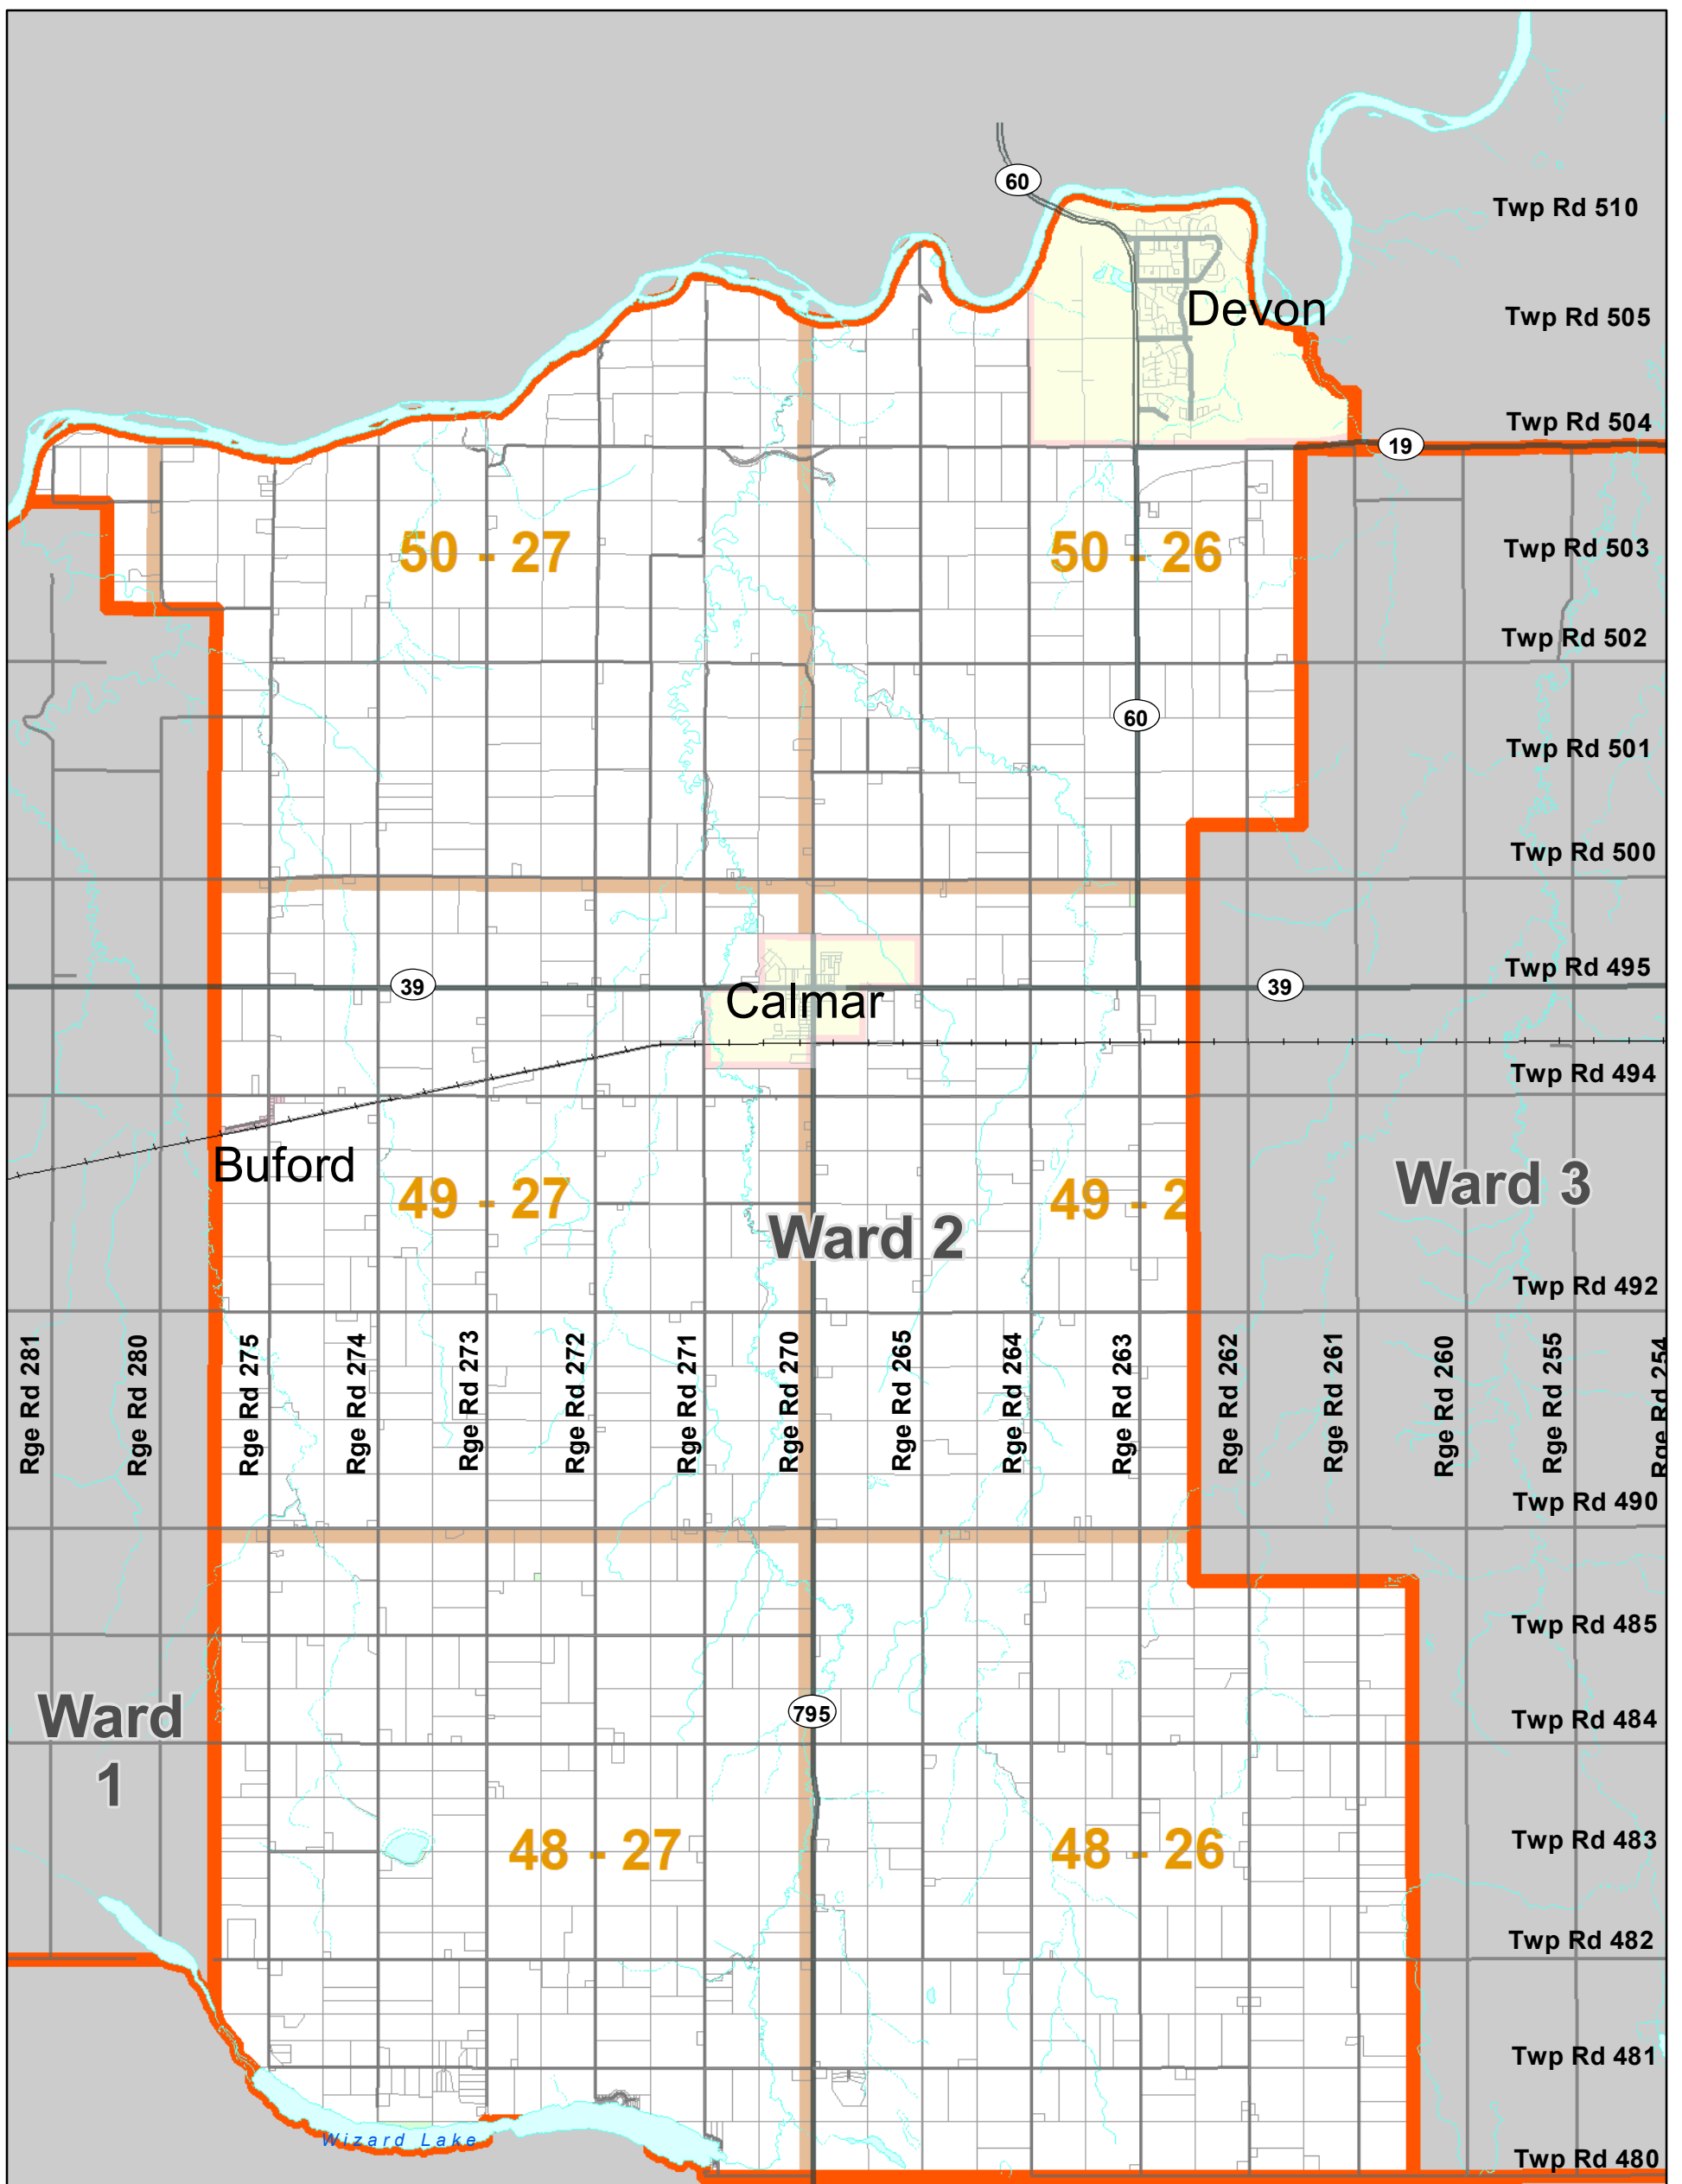 60
Twp Rd 510
Devon
Twp Rd 505
Twp Rd 504
19
50 - 27
50 - 26
Twp Rd 503
Twp Rd 502
60
Twp Rd 501
Twp Rd 500
Twp Rd 495
39
Calmar
39
Twp Rd 494
Buford
49 - 27
49 - 2
Ward 3
Ward 2
Twp Rd 492
Rge Rd 281
Rge Rd 280
Rge Rd 275
Rge Rd 274
Rge Rd 273
Rge Rd 272
Rge Rd 271
Rge Rd 270
Rge Rd 265
Rge Rd 264
Rge Rd 263
Rge Rd 262
Rge Rd 261
Rge Rd 260
Rge Rd 255
Rge Rd 254
Twp Rd 490
Twp Rd 485
Ward
1
795
Twp Rd 484
48 - 27
48 - 26
Twp Rd 483
Twp Rd 482
Twp Rd 481
Wizard Lake
Twp Rd 480